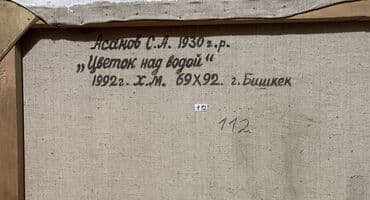 Асанов С.А. 1930 г.р.
„Цветок над водой"
1992г. Х.М. 69Х92. г. Бишкек
112
112